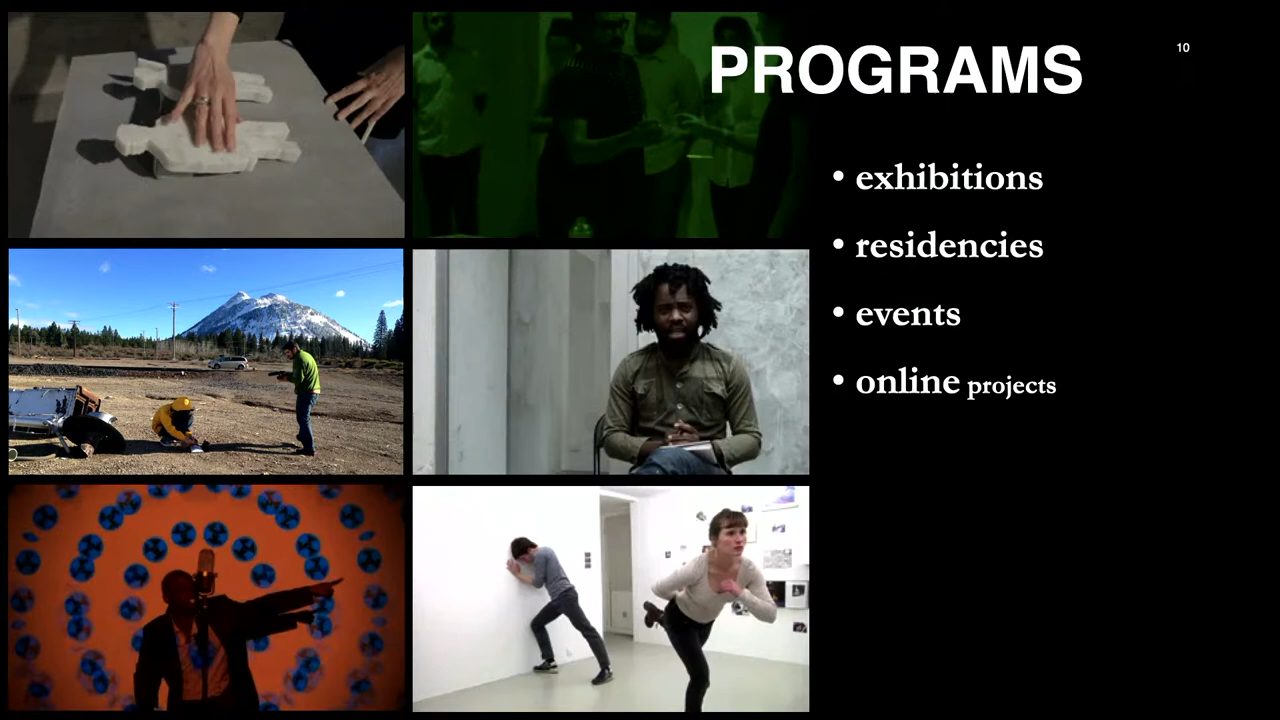 PROGRAMS
10
• exhibitions
• residencies
• events
• online projects